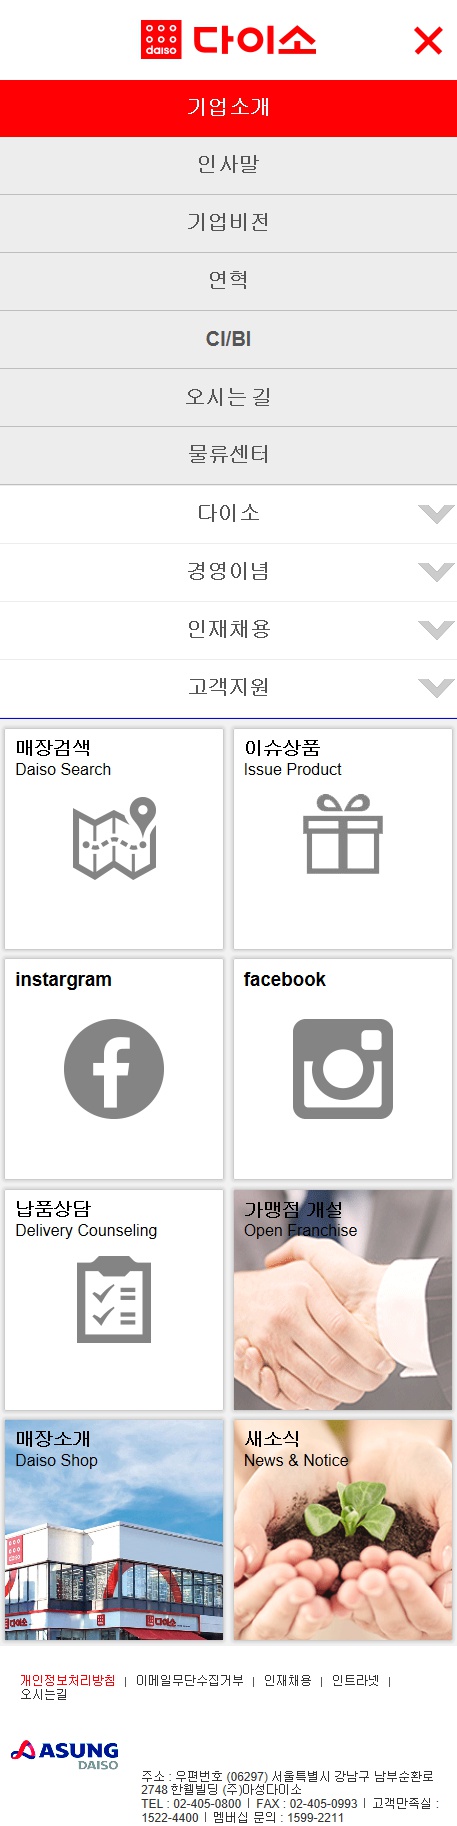 daiso 다이소
기업소개
인사말
기업비전
연혁
CI/BI
오시는 길
물류센터
다이소
경영이념
인재채용
고객지원
매장검색
Daiso Search
이슈상품
Issue Product
instargram
facebook
납품상담
Delivery Counseling
가맹점 개설
Open Franchise
매장소개
Daiso Shop
다이소
다이소
새소식
News & Notice
개인정보처리방침 | 이메일무단수집거부 | 인재채용 | 인트라넷 |
오시는길
ASUNG
DAISO
주소 : 우편번호 (06297) 서울특별시 강남구 남부순환로
2748 한웰빌딩 (주)아성다이소
TEL : 02-405-0800 | FAX : 02-405-0993 | 고객만족실 :
1522-4400 | 멤버십 문의 : 1599-2211